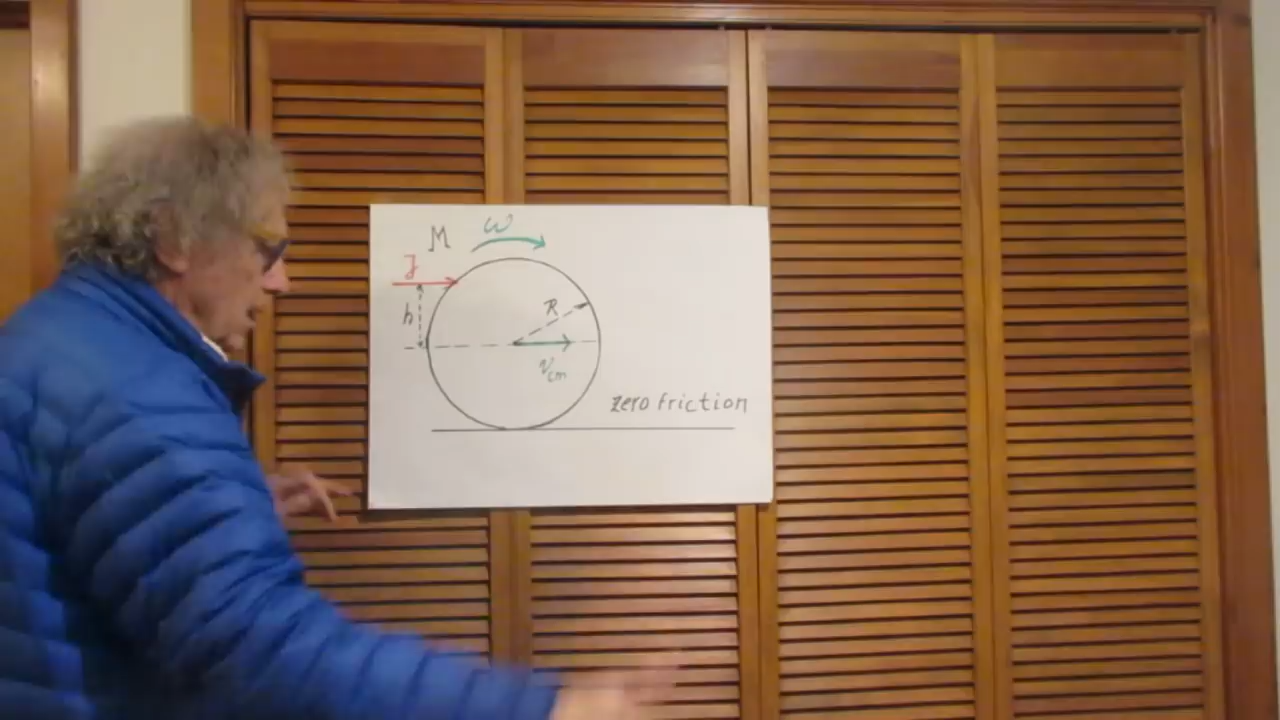 M ω
J
h
R
v_cm
zero friction